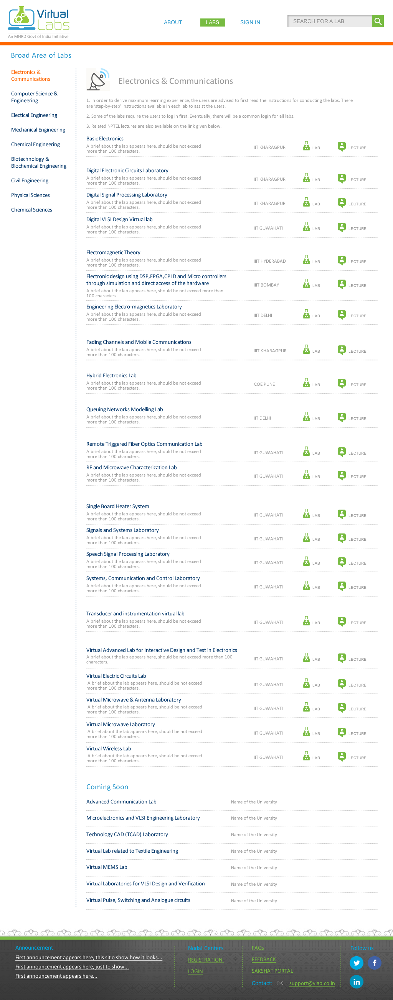 Virtual
Labs
An MHRD Govt of India Initiative
ABOUT
LABS
SIGN IN
SEARCH FOR A LAB
Broad Area of Labs
Electronics &
Communications
Computer Science &
Engineering
Electical Engineering
Mechanical Engineering
Chemical Engineering
Biotechnology &
Biochemical Engineering
Civil Engineering
Physical Sciences
Chemical Sciences
Electronics & Communications
1. In order to derive maximum learning experience, the users are advised to first read the instructions for conducting the labs. There
are ‘step-by-step’ instructions available in each lab to assist the users.
2. Some of the labs require the users to log in first. Eventually, there will be a common login for all labs.
3. Related NPTEL lectures are also available on the link given below.
Basic Electronics
A brief about the lab appears here, should be not exceed
more than 100 characters.
IIT KHARAGPUR
LAB
LECTURE
Digital Electronic Circuits Laboratory
A brief about the lab appears here, should be not exceed
more than 100 characters.
IIT KHARAGPUR
LAB
LECTURE
Digital Signal Processing Laboratory
A brief about the lab appears here, should be not exceed
more than 100 characters.
IIT KHARAGPUR
LAB
LECTURE
Digital VLSI Design Virtual lab
A brief about the lab appears here, should be not exceed
more than 100 characters.
IIT GUWAHATI
LAB
LECTURE
Electromagnetic Theory
A brief about the lab appears here, should be not exceed
more than 100 characters.
IIIT HYDERABAD
LAB
LECTURE
Electronic design using DSP,FPGA,CPLD and Micro controllers
through simulation and direct access of the hardware
A brief about the lab appears here, should be not exceed more than
100 characters.
IIIT BOMBAY
LAB
LECTURE
Engineering Electro-magnetics Laboratory
A brief about the lab appears here, should be not exceed
more than 100 characters.
IIIT DELHI
LAB
LECTURE
Fading Channels and Mobile Communications
A brief about the lab appears here, should be not exceed
more than 100 characters.
IIIT KHARAGPUR
LAB
LECTURE
Hybrid Electronics Lab
A brief about the lab appears here, should be not exceed
more than 100 characters.
COE PUNE
LAB
LECTURE
Queuing Networks Modelling Lab
A brief about the lab appears here, should be not exceed
more than 100 characters.
IIT DELHI
LAB
LECTURE
Remote Triggered Fiber Optics Communication Lab
A brief about the lab appears here, should be not exceed
more than 100 characters.
IIT GUWAHATI
LAB
LECTURE
RF and Microwave Characterization Lab
A brief about the lab appears here, should be not exceed
more than 100 characters.
IIT GUWAHATI
LAB
LECTURE
Single Board Heater System
A brief about the lab appears here, should be not exceed
more than 100 characters.
IIT GUWAHATI
LAB
LECTURE
Signals and Systems Laboratory
A brief about the lab appears here, should be not exceed
more than 100 characters.
IIT GUWAHATI
LAB
LECTURE
Speech Signal Processing Laboratory
A brief about the lab appears here, should be not exceed
more than 100 characters.
IIT GUWAHATI
LAB
LECTURE
Systems, Communication and Control Laboratory
A brief about the lab appears here, should be not exceed
more than 100 characters.
IIT GUWAHATI
LAB
LECTURE
Transducer and instrumentation virtual lab
A brief about the lab appears here, should be not exceed
more than 100 characters.
IIT GUWAHATI
LAB
LECTURE
Virtual Advanced Lab for Interactive Design and Test in Electronics
A brief about the lab appears here, should be not exceed more than 100
characters.
IIT GUWAHATI
LAB
LECTURE
Virtual Electric Circuits Lab
A brief about the lab appears here, should be not exceed
more than 100 characters.
IIT GUWAHATI
LAB
LECTURE
Virtual Microwave & Antenna Laboratory
A brief about the lab appears here, should be not exceed
more than 100 characters.
IIT GUWAHATI
LAB
LECTURE
Virtual Microwave Laboratory
A brief about the lab appears here, should be not exceed
more than 100 characters.
IIT GUWAHATI
LAB
LECTURE
Virtual Wireless Lab
A brief about the lab appears here, should be not exceed
more than 100 characters.
IIT GUWAHATI
LAB
LECTURE
Coming Soon
Advanced Communication Lab
Name of the University
Microelectronics and VLSI Engineering Laboratory
Name of the University
Technology CAD (TCAD) Laboratory
Name of the University
Virtual Lab related to Textile Engineering
Name of the University
Virtual MEMS Lab
Name of the University
Virtual Laboratories for VLSI Design and Verification
Name of the University
Virtual Pulse, Switching and Analogue circuits
Name of the University
Announcement
First announcement appears here, this sit o show how it looks...
First announcement appears here, just to show...
First announcement appears here...
Nodal Centers
REGISTRATION
LOGIN
FAQs
FEEDBACK
SAKSHAT PORTAL
Contact:
support@vlab.co.in
Follow us
f
in